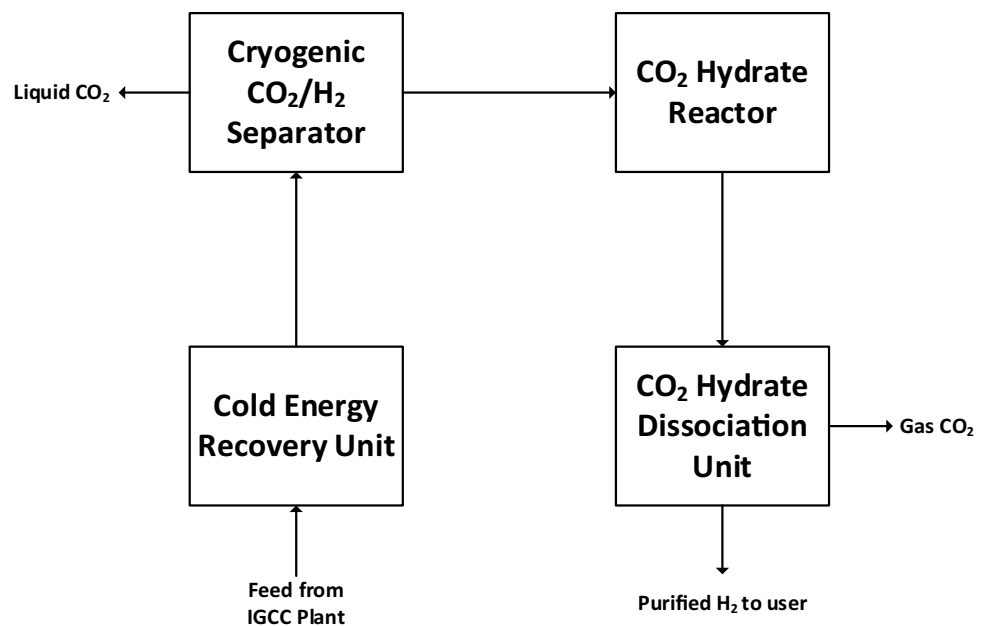 Cryogenic
CO₂/H₂
Separator
Liquid CO₂
CO₂ Hydrate
Reactor
Cold Energy
Recovery Unit
CO₂ Hydrate
Dissociation
Unit
Gas CO₂
Feed from
IGCC Plant
Purified H₂ to user